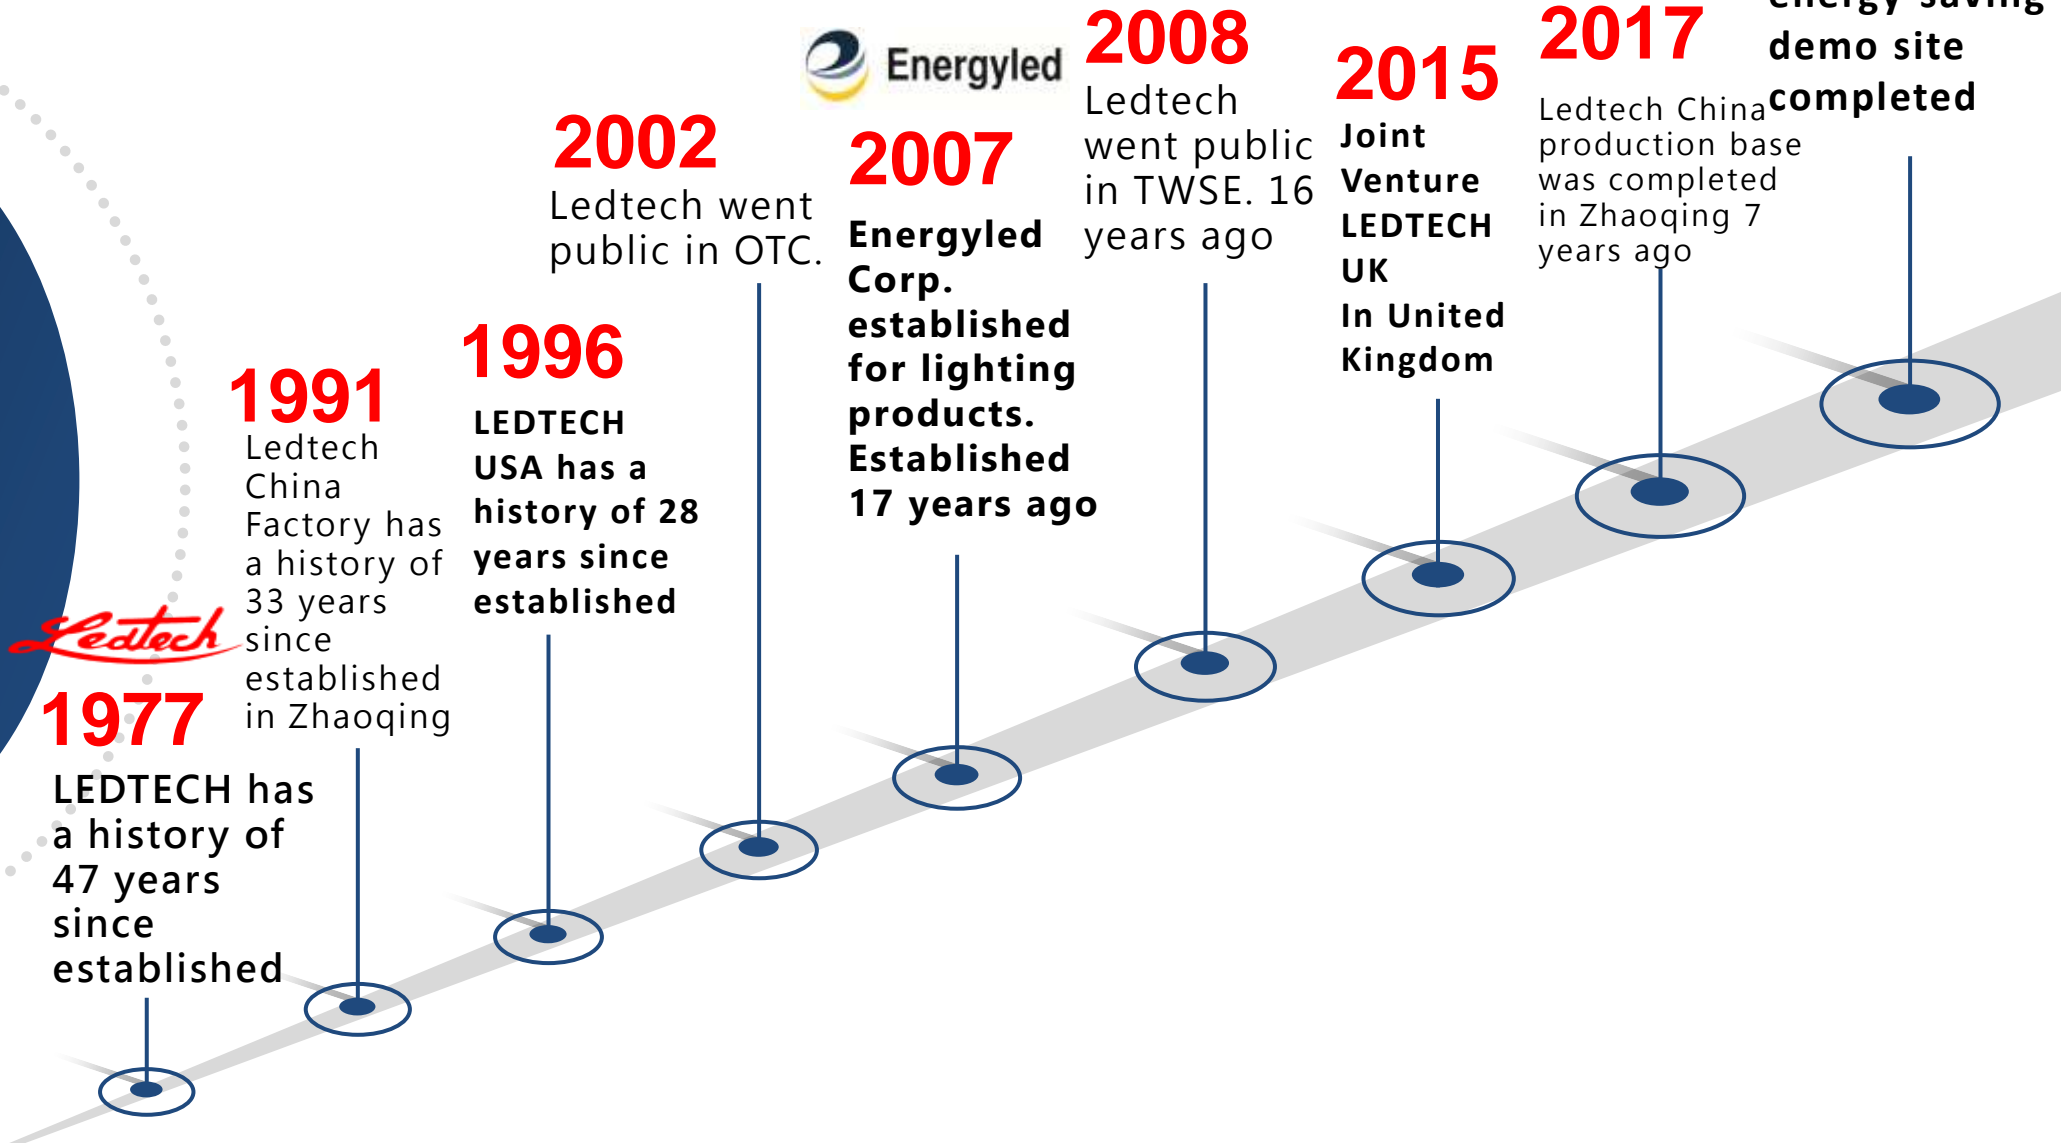 Ledtech
1977
LEDTECH has
a history of
47 years
since
established
1991
Ledtech
China
Factory has
a history of
33 years
since
established
in Zhaoqing
1996
LEDTECH
USA has a
history of 28
years since
established
2002
Ledtech went
public in OTC.
Energyled
2007
Energyled
Corp.
established
for lighting
products.
Established
17 years ago
2008
Ledtech
went public
in TWSE. 16
years ago
2015
Joint
Venture
LEDTECH
UK
In United
Kingdom
2017
Ledtech China
production base
was completed
in Zhaoqing 7
years ago
energy saving
demo site
completed